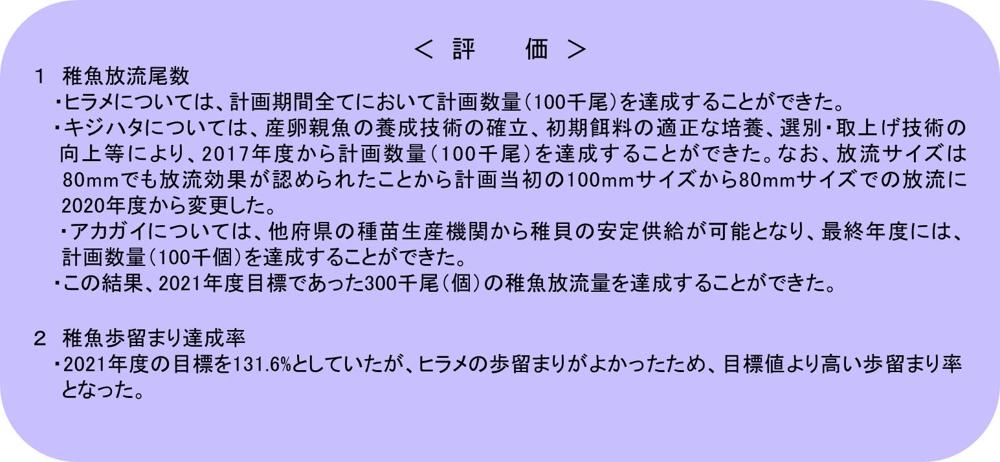 ＜　評　　価　＞
１　稚魚放流尾数
・ヒラメについては、計画期間全てにおいて計画数量（100千尾）を達成することができた。
・キジハタについては、産卵親魚の養成技術の確立、初期餌料の適正な培養、選別・取上げ技術の
向上等により、2017年度から計画数量（100千尾）を達成することができた。なお、放流サイズは
80mmでも放流効果が認められたことから計画当初の100mmサイズから80mmサイズでの放流に
2020年度から変更した。
・アカガイについては、他府県の種苗生産機関から稚貝の安定供給が可能となり、最終年度には、
計画数量（100千個）を達成することができた。
・この結果、2021年度目標であった300千尾（個）の稚魚放流量を達成することができた。
２　稚魚歩留まり達成率
・2021年度の目標を131.6%としていたが、ヒラメの歩留まりがよかったため、目標値より高い歩留まり率
となった。